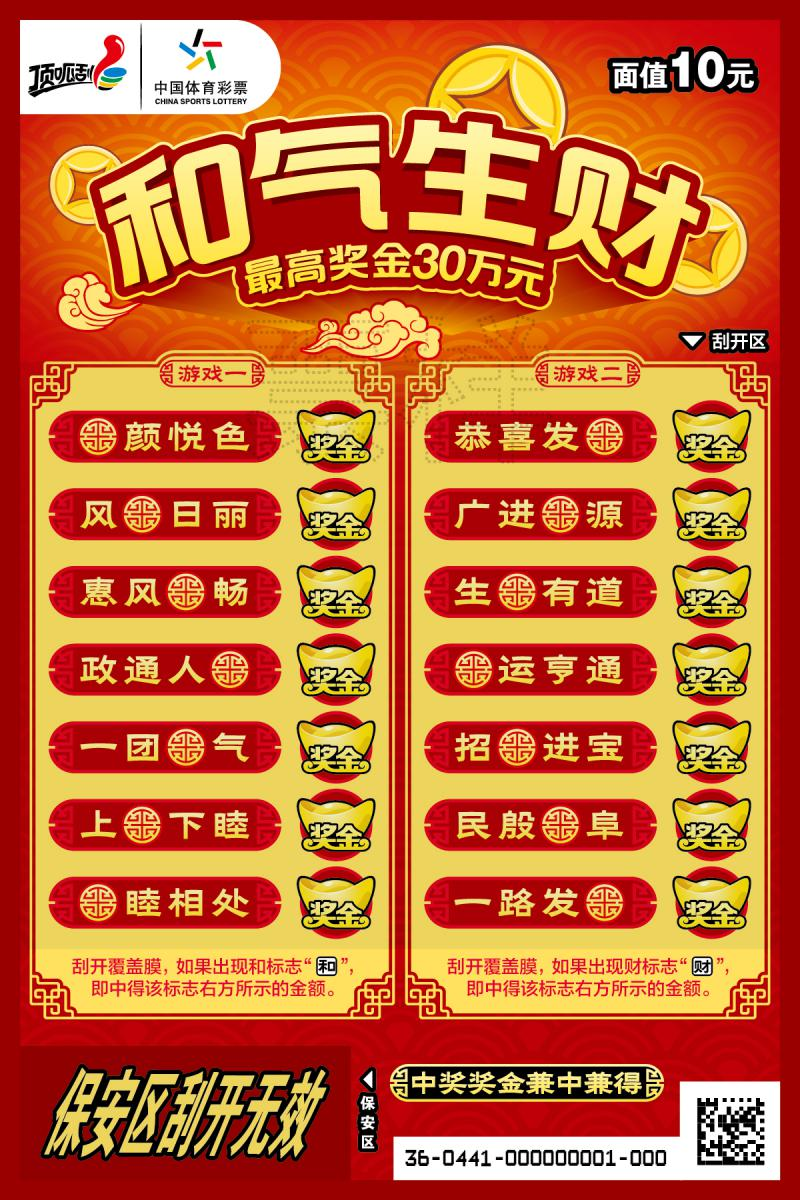 顶呱刮
中国体育彩票
CHINA SPORTS LOTTERY
面值10元
和气生财
最高奖金30万元
刮开区
游戏一
颜悦色 奖金
风 日丽 奖金
惠风 畅 奖金
政通人 奖金
一团 气 奖金
上 下睦 奖金
睦相处 奖金
刮开覆盖膜,如果出现和标志“和”,
即中得该标志右方所示的金额。
游戏二
恭喜发 奖金
广进 源 奖金
生 有道 奖金
运亨通 奖金
招 进宝 奖金
民殷 阜 奖金
一路发 奖金
刮开覆盖膜,如果出现财标志“财”,
即中得该标志右方所示的金额。
保安区刮开无效
保安区
中奖奖金兼中兼得
36-0441-000000001-000